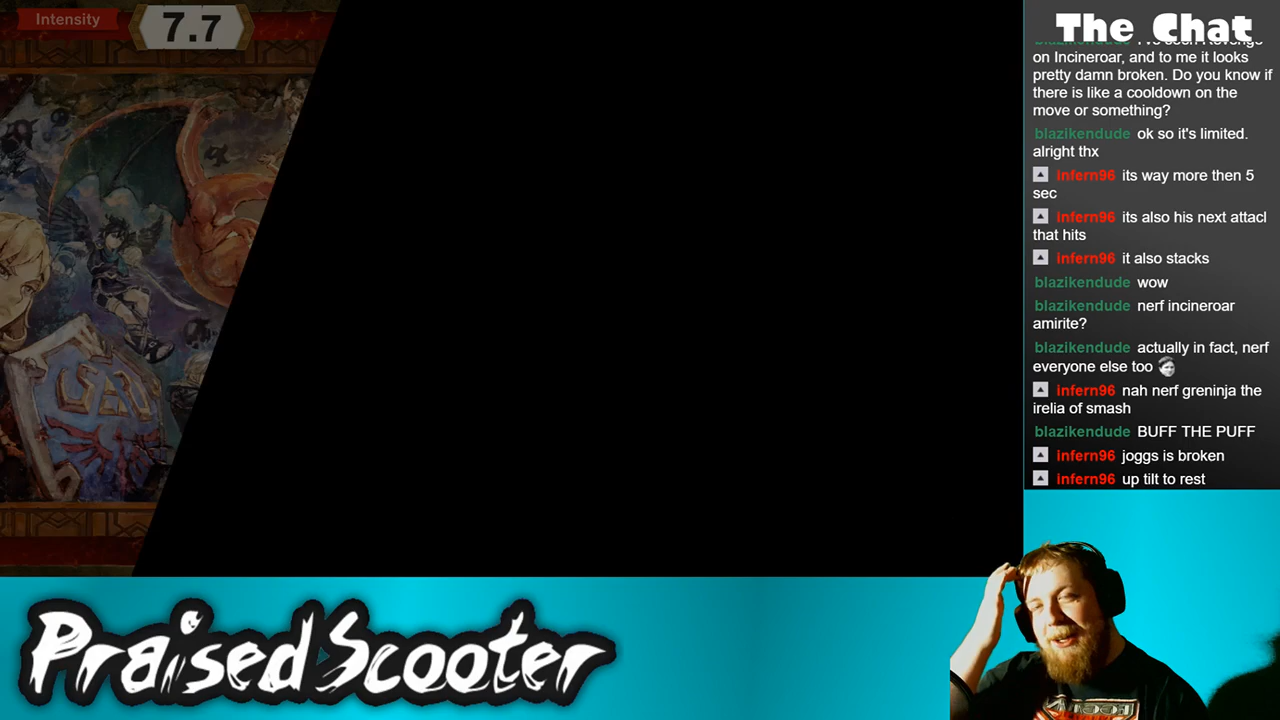 Intensity
7.7
The Chat
blazikendude I've seen Revenge
on Incineroar, and to me it looks
pretty damn broken. Do you know if
there is like a cooldown on the
move or something?
blazikendude ok so it's limited.
alright thx
infern96 its way more then 5
sec
infern96 its also his next attacl
that hits
infern96 it also stacks
blazikendude wow
blazikendude nerf incineroar
amirite?
blazikendude actually in fact, nerf
everyone else too
infern96 nah nerf greninja the
irelia of smash
blazikendude BUFF THE PUFF
infern96 joggs is broken
infern96 up tilt to rest
PraisedScooter